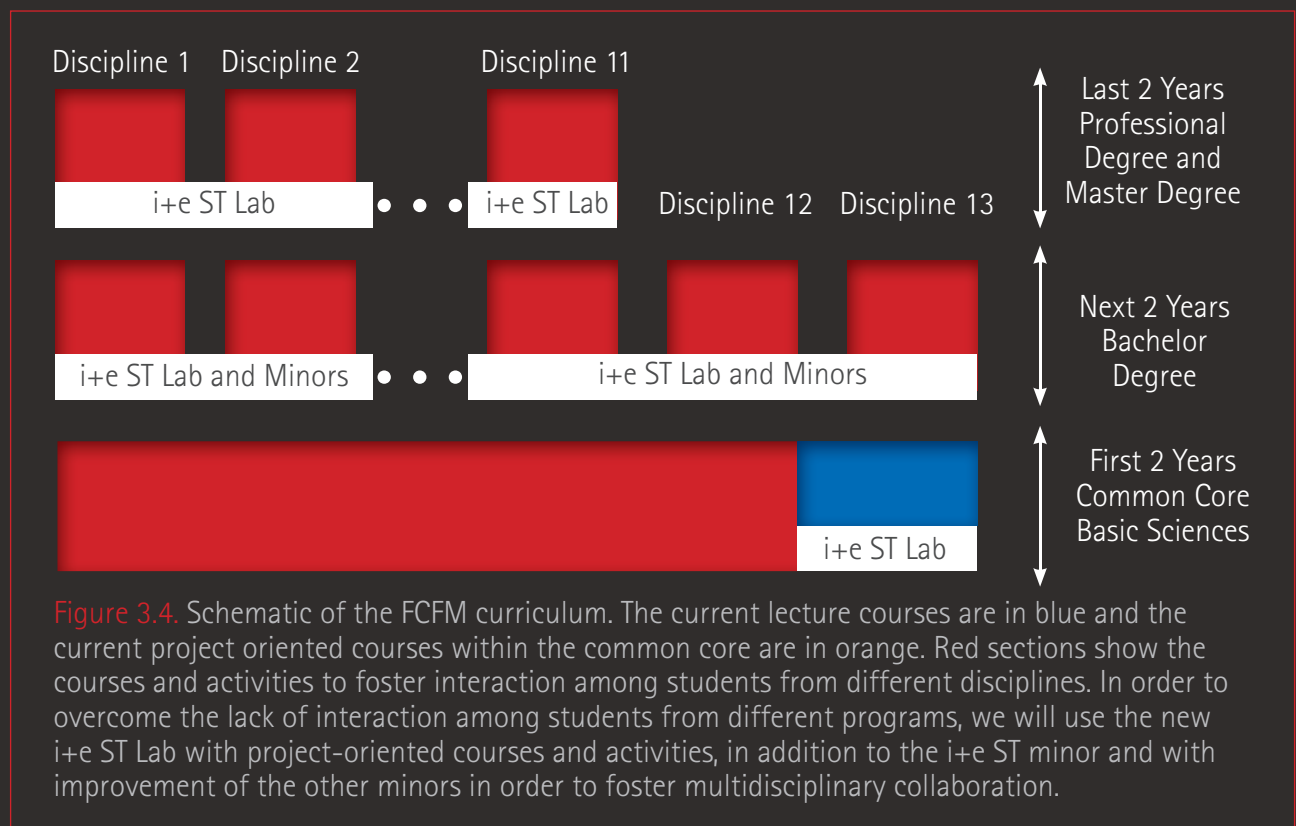 Discipline 1 Discipline 2 Discipline 11
Last 2 Years
Professional
Degree and
Master Degree
i+e ST Lab i+e ST Lab
Discipline 12 Discipline 13
Next 2 Years
Bachelor
Degree
i+e ST Lab and Minors i+e ST Lab and Minors
First 2 Years
Common Core
Basic Sciences
i+e ST Lab
Figure 3.4. Schematic of the FCFM curriculum. The current lecture courses are in blue and the
current project oriented courses within the common core are in orange. Red sections show the
courses and activities to foster interaction among students from different disciplines. In order to
overcome the lack of interaction among students from different programs, we will use the new
i+e ST Lab with project-oriented courses and activities, in addition to the i+e ST minor and with
improvement of the other minors in order to foster multidisciplinary collaboration.